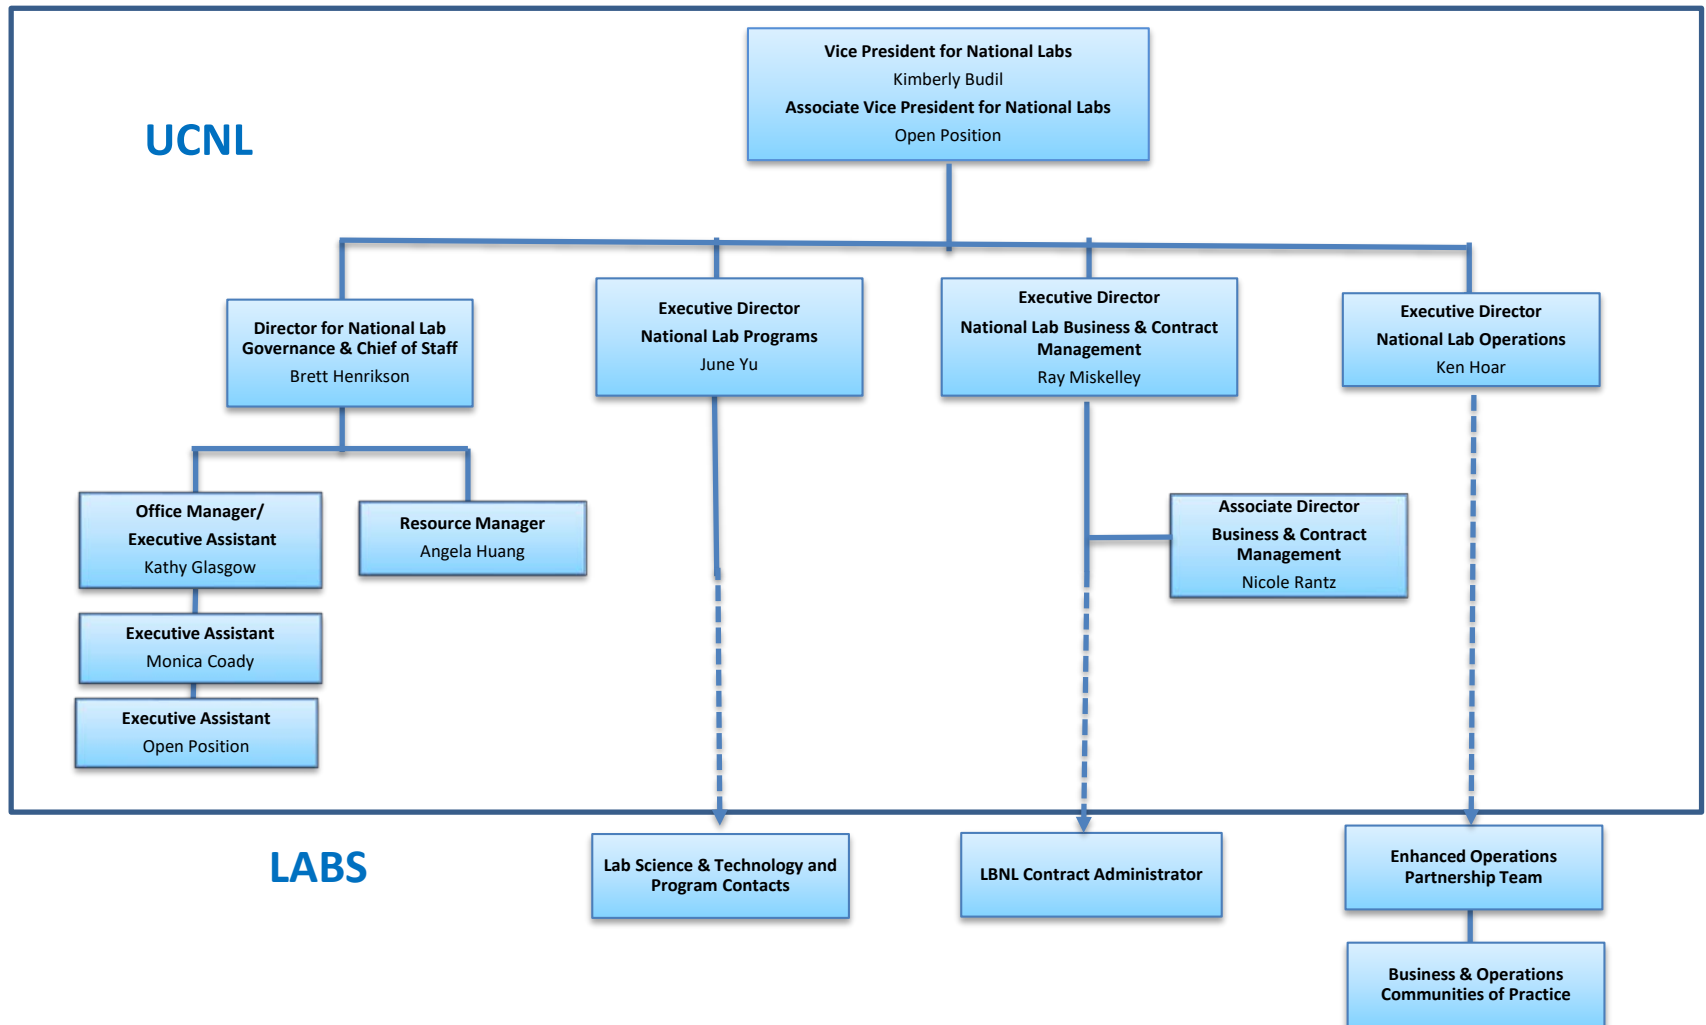 Vice President for National Labs
Kimberly Budil
Associate Vice President for National Labs
Open Position
UCNL
Director for National Lab
Governance & Chief of Staff
Brett Henrikson
Executive Director
National Lab Programs
June Yu
Executive Director
National Lab Business & Contract
Management
Ray Miskelley
Executive Director
National Lab Operations
Ken Hoar
Office Manager/
Executive Assistant
Kathy Glasgow
Resource Manager
Angela Huang
Associate Director
Business & Contract
Management
Nicole Rantz
Executive Assistant
Monica Coady
Executive Assistant
Open Position
LABS
Lab Science & Technology and
Program Contacts
LBNL Contract Administrator
Enhanced Operations
Partnership Team
Business & Operations
Communities of Practice